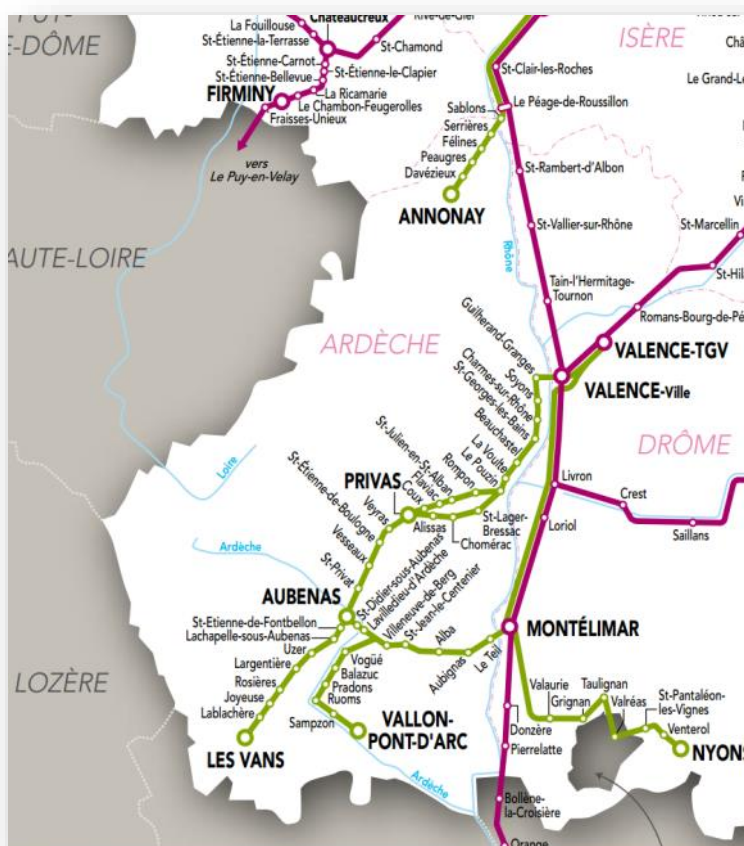 La Fouillouse
Châteaucreux
St-Étienne-la-Terrasse
St-Chamond
E-DÔME
ISÈRE
St-Étienne-Carnot
St-Étienne-le-Clapier
St-Étienne-Bellevue
La Ricamarie
FIRMINY
Le Chambon-Feugerolles
Fraisses-Unieux
vers
Le Puy-en-Velay
St-Clair-les-Roches
Le Grand-Le
Sablons
Le Péage-de-Roussillon
Serrières
Félines
Peaugres
Davézieux
ANNONAY
St-Rambert-d'Albon
St-Vallier-sur-Rhône
St-Marcellin
Rhône
AUTE-LOIRE
St-Hil
Tain-l'Hermitage-
Tournon
Romans-Bourg-de-Pé
ARDÈCHE
VALENCE-TGV
VALENCE-Ville
Guilherand-Granges
Soyons
Charmes-sur-Rhône
St-Georges-les-Bains
Beauchastel
La Voulte
Le Pouzin
DRÔME
Loire
St-Julien-en-St-Alban
Rompon
Flaviac
Coux
PRIVAS
St-Étienne-de-Boulogne
Veyras
Vesseaux
St-Privat
Alissas
Chomérac
St-Lager-
Bressac
Livron
Crest
Loriol
Saillans
Ardèche
AUBENAS
St-Didier-sous-Aubenas
Lavilledieu-d'Ardèche
Villeneuve-de-Berg
St-Jean-le-Centenier
St-Etienne-de-Fontbellon
Lachapelle-sous-Aubenas
Uzer
Largentière
Rosières
Joyeuse
Lablachère
LES VANS
Alba
Aubignas
Le Teil
MONTÉLIMAR
Vogüé
Balazuc
Pradons
Ruoms
Sampzon
VALLON-
PONT-D'ARC
LOZÈRE
Valaurie
Grignan
Taulignan
Valréas
St-Pantaléon-
les-Vignes
Venterol
NYONS
Donzère
Pierrelatte
Ardèche
Bollène-
la-Croisière
Orange